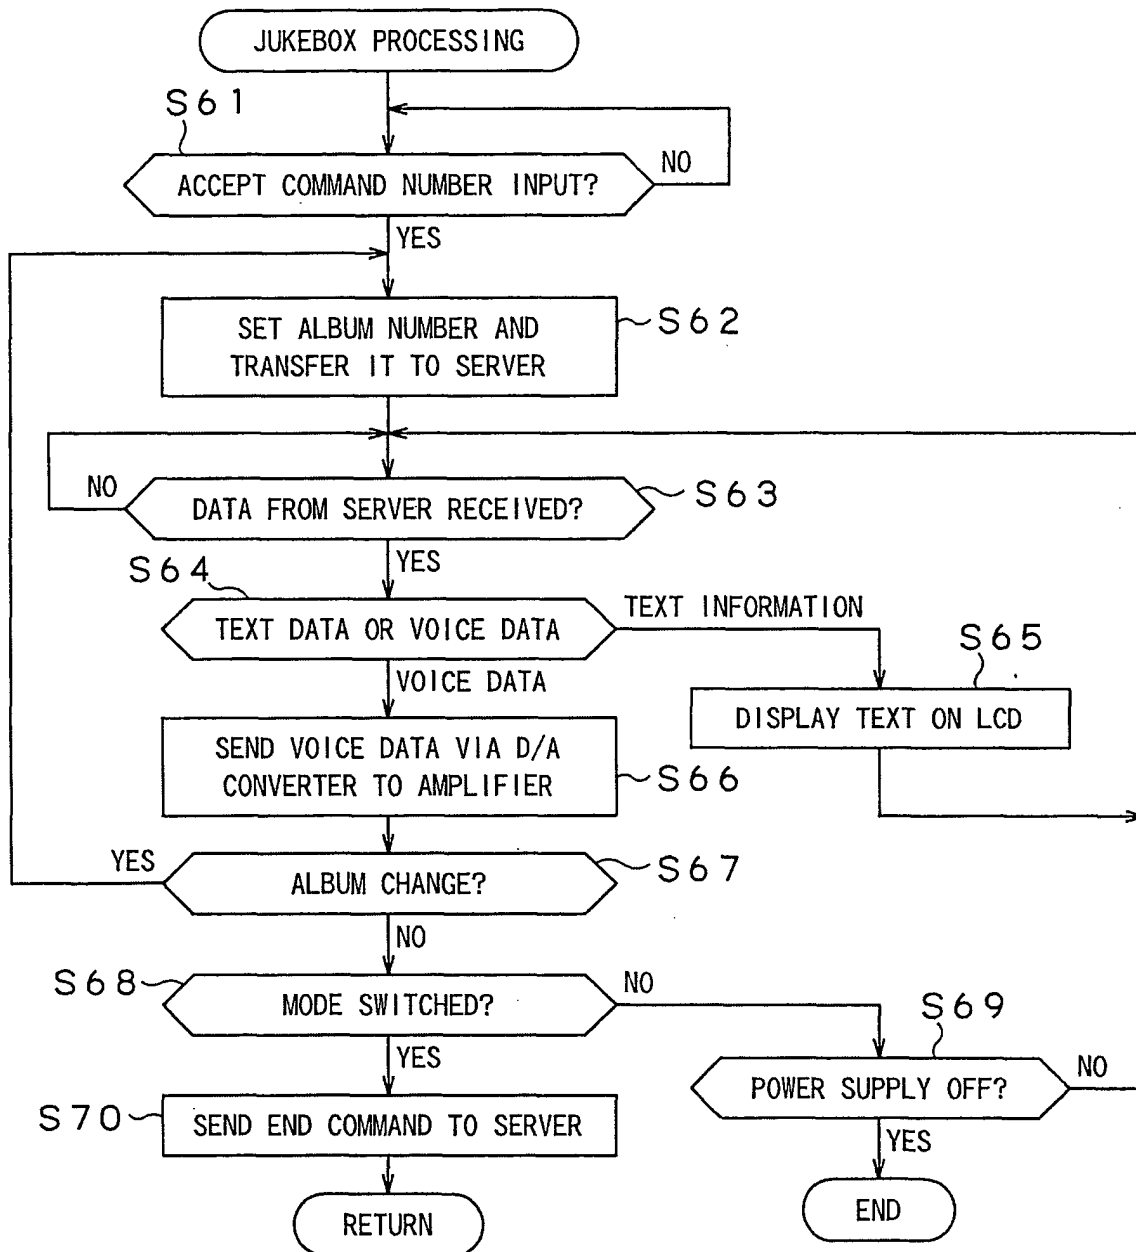 JUKEBOX PROCESSING
S61
ACCEPT COMMAND NUMBER INPUT?
NO
YES
SET ALBUM NUMBER AND
TRANSFER IT TO SERVER
S62
NO
DATA FROM SERVER RECEIVED?
S63
YES
S64
TEXT DATA OR VOICE DATA
TEXT INFORMATION
VOICE DATA
S65
DISPLAY TEXT ON LCD
SEND VOICE DATA VIA D/A
CONVERTER TO AMPLIFIER
S66
YES
ALBUM CHANGE?
S67
NO
S68
MODE SWITCHED?
NO
YES
S69
POWER SUPPLY OFF?
NO
YES
S70
SEND END COMMAND TO SERVER
RETURN
END